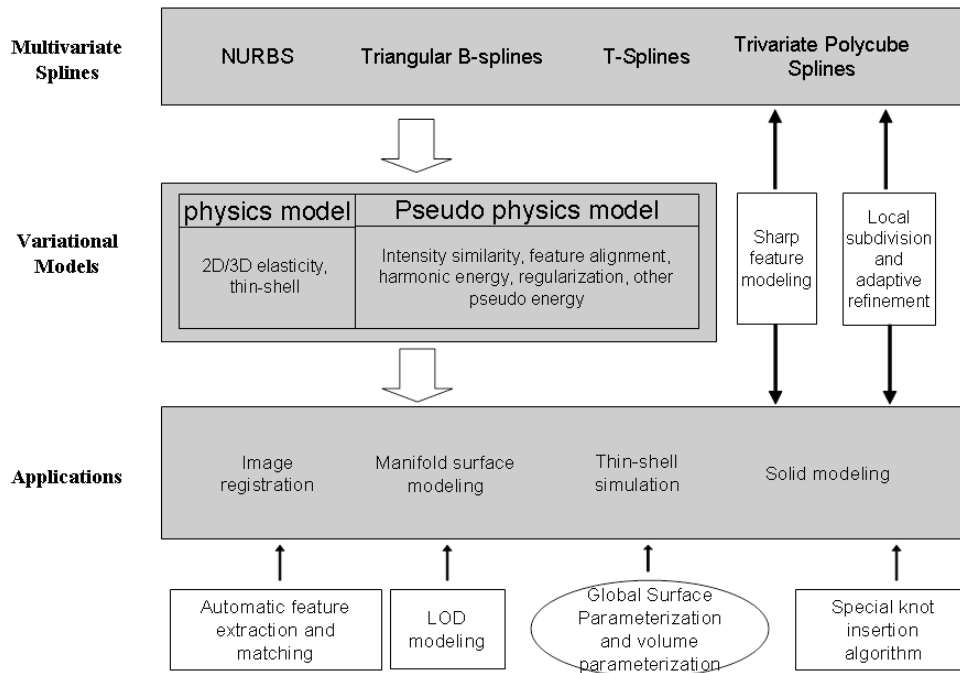 Multivariate
Splines
NURBS
Triangular B-splines
T-Splines
Trivariate Polycube
Splines
Variational
Models
physics model
Pseudo physics model
2D/3D elasticity,
thin-shell
Intensity similarity, feature alignment,
harmonic energy, regularization, other
pseudo energy
Sharp
feature
modeling
Local
subdivision
and
adaptive
refinement
Applications
Image
registration
Manifold surface
modeling
Thin-shell
simulation
Solid modeling
Automatic feature
extraction and
matching
LOD
modeling
Global Surface
Parameterization
and volume
parameterization
Special knot
insertion
algorithm